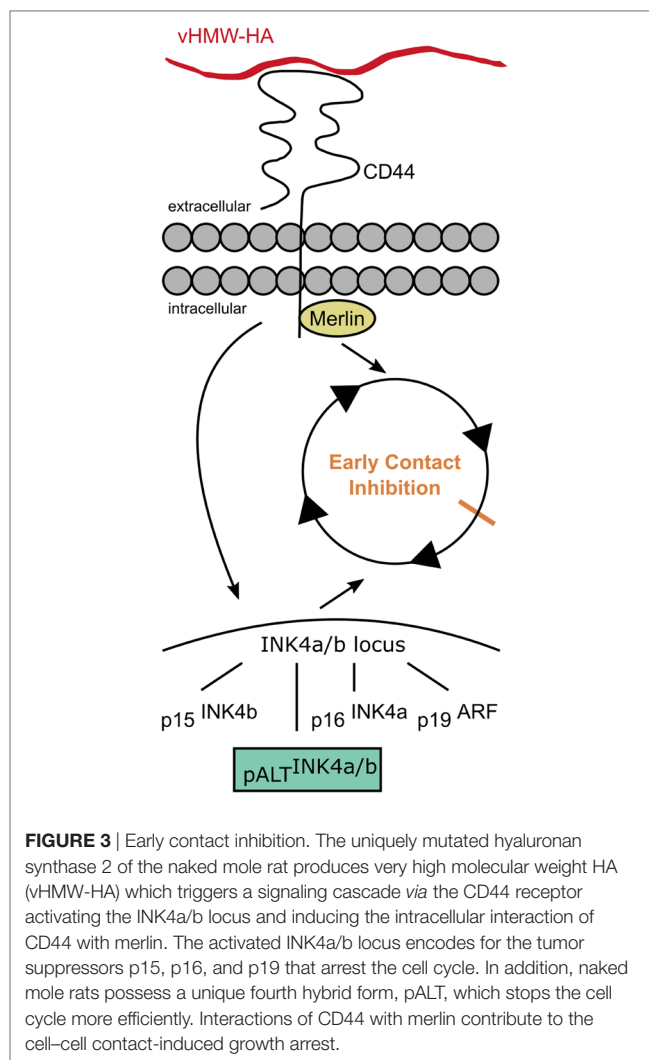 vHMW-HA
CD44
extracellular
intracellular
Merlin
Early Contact
Inhibition
INK4a/b locus
p15 INK4b
p16 INK4a
p19 ARF
pALT INK4a/b
FIGURE 3 | Early contact inhibition. The uniquely mutated hyaluronan
synthase 2 of the naked mole rat produces very high molecular weight HA
(vHMW-HA) which triggers a signaling cascade via the CD44 receptor
activating the INK4a/b locus and inducing the intracellular interaction of
CD44 with merlin. The activated INK4a/b locus encodes for the tumor
suppressors p15, p16, and p19 that arrest the cell cycle. In addition, naked
mole rats possess a unique fourth hybrid form, pALT, which stops the cell
cycle more efficiently. Interactions of CD44 with merlin contribute to the
cell–cell contact-induced growth arrest.